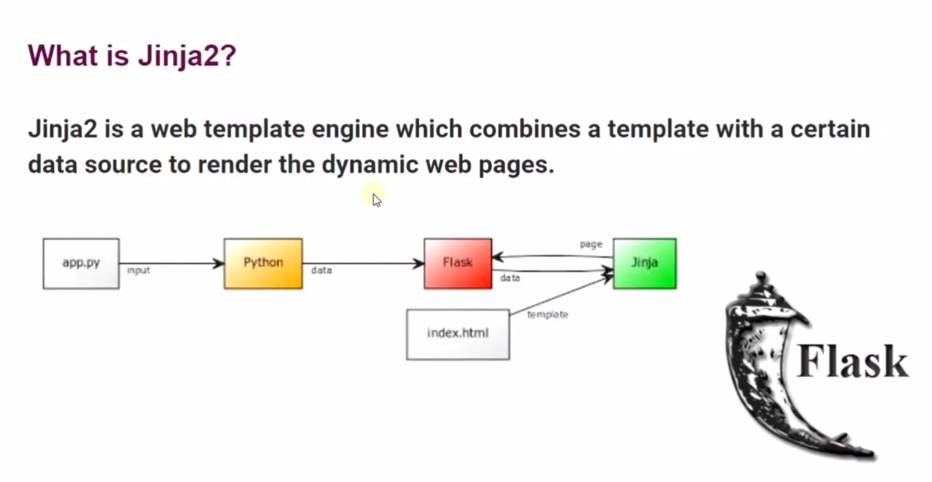 What is Jinja2?
Jinja2 is a web template engine which combines a template with a certain
data source to render the dynamic web pages.
app.py
input
Python
data
Flask
page
data
Jinja
index.html
template
Flask